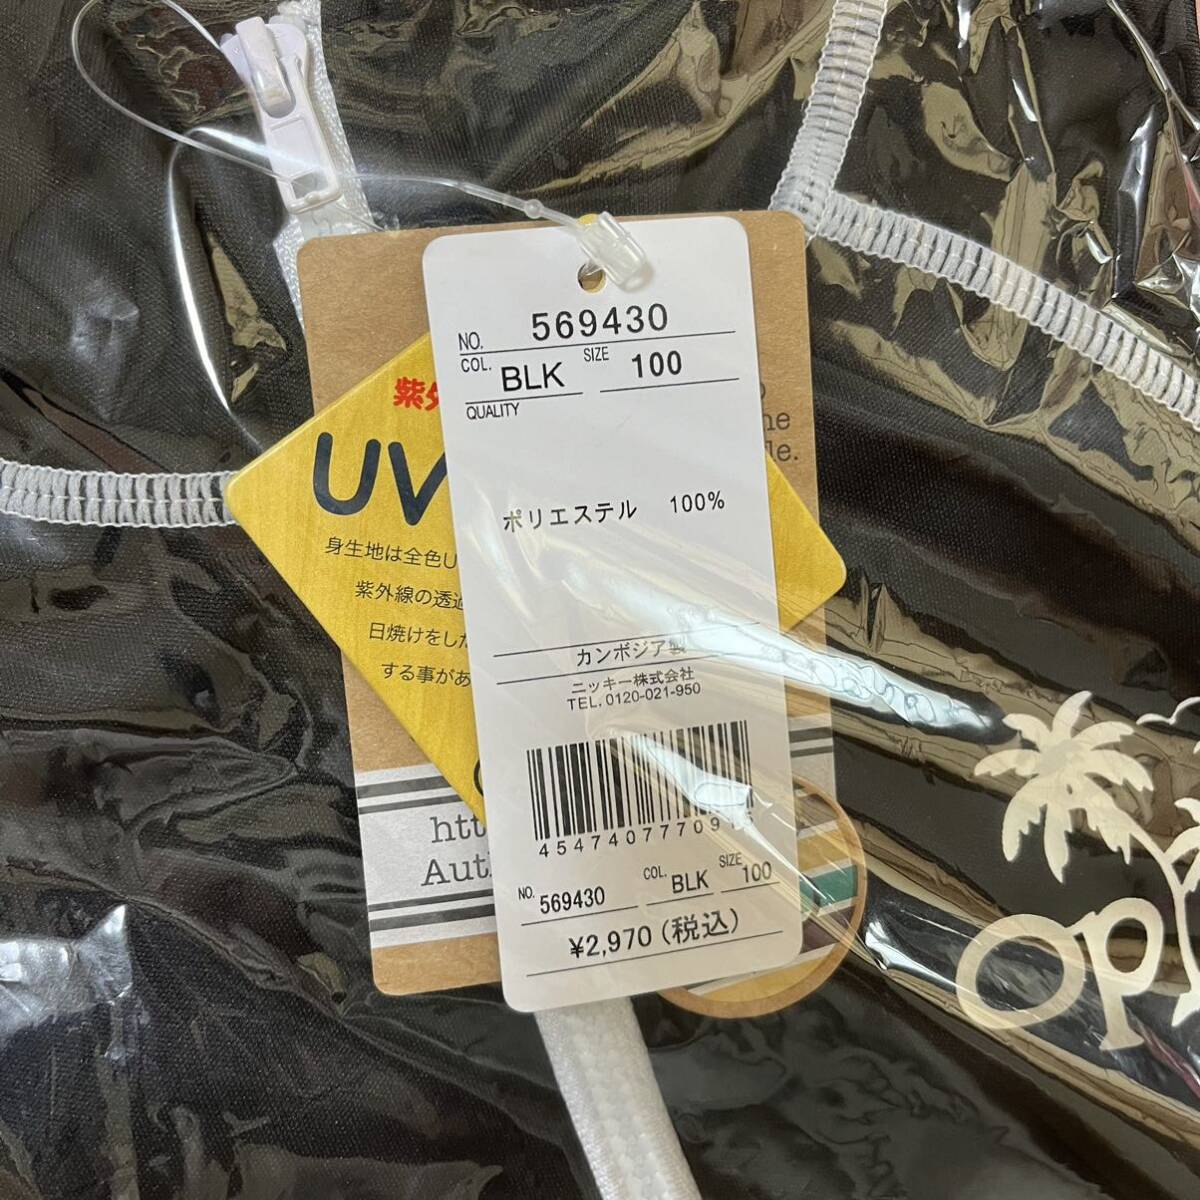 NO. 569430
COL. BLK SIZE 100
QUALITY
ポリエステル 100%
カンボジア製
ニッキー株式会社
TEL. 0120-021-950
NO. 569430 COL. BLK SIZE 100
¥2,970(税込)
UV
身生地は全色U
紫外線の透過
日焼けをした
する事があ
htt
Aut
he
le.
OP